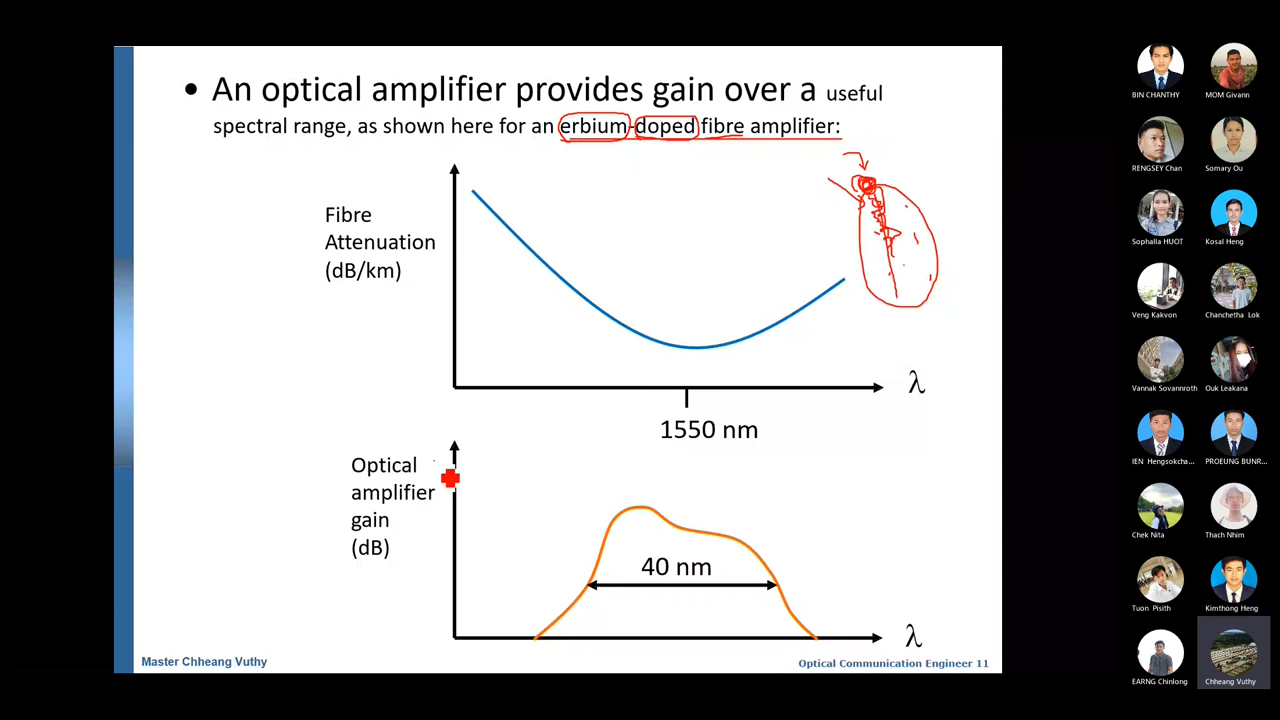 • An optical amplifier provides gain over a useful
spectral range, as shown here for an erbium-doped fibre amplifier:
Fibre
Attenuation
(dB/km)
λ
1550 nm
Optical
amplifier
gain
(dB)
40 nm
λ
Master Chheang Vuthy
Optical Communication Engineer 11
BIN CHANTHY
MOM Givann
RENGSEY Chan
Somary Ou
Sophalla HUOT
Kosal Heng
Veng Kakvon
Chanchetha Lok
Vannak Sovannroth
Ouk Leakana
IEN Hengsokcha...
PROEUNG BUNR...
Chek Nita
Thach Nhim
Tuon Pisith
Kimthong Heng
EARNG Chinlong
Chheang Vuthy